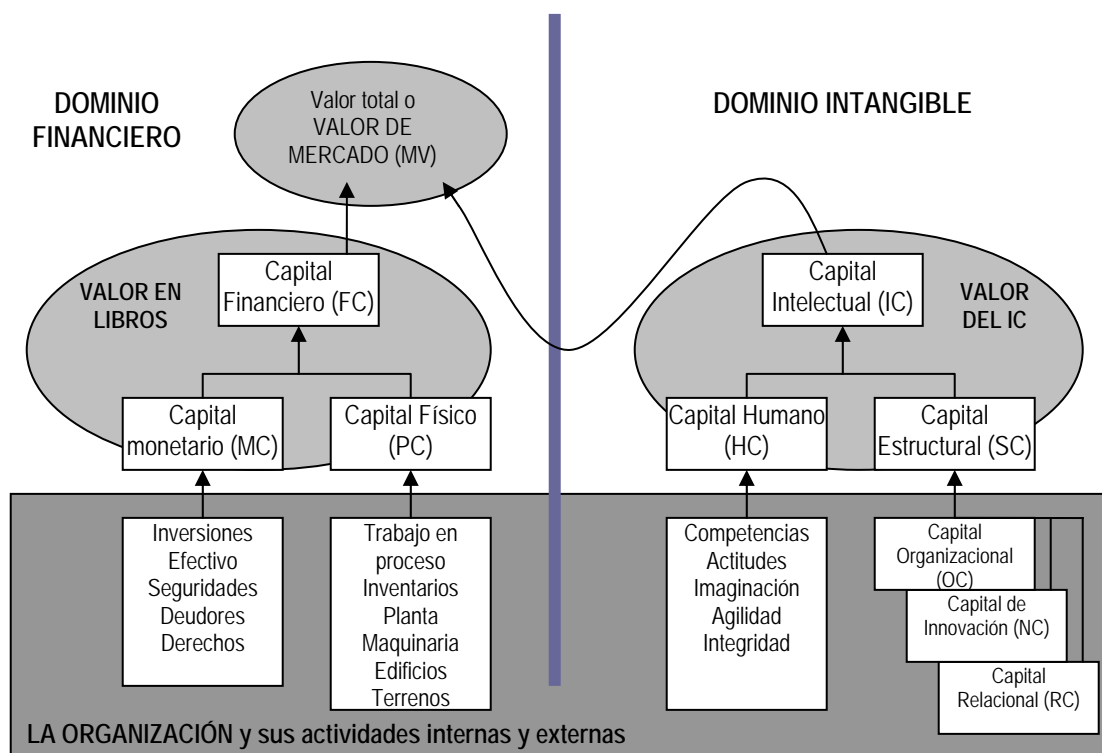 DOMINIO
FINANCIERO
Valor total o
VALOR DE
MERCADO (MV)
DOMINIO INTANGIBLE
VALOR EN
LIBROS
Capital
Financiero (FC)
Capital
Intelectual (IC)
VALOR
DEL IC
Capital
monetario (MC)
Capital Físico
(PC)
Capital Humano
(HC)
Capital
Estructural (SC)
Inversiones
Efectivo
Seguridades
Deudores
Derechos
Trabajo en
proceso
Inventarios
Planta
Maquinaria
Edificios
Terrenos
Competencias
Actitudes
Imaginación
Agilidad
Integridad
Capital
Organizacional
(OC)
Capital de
Innovación (NC)
Capital
Relacional (RC)
LA ORGANIZACIÓN y sus actividades internas y externas